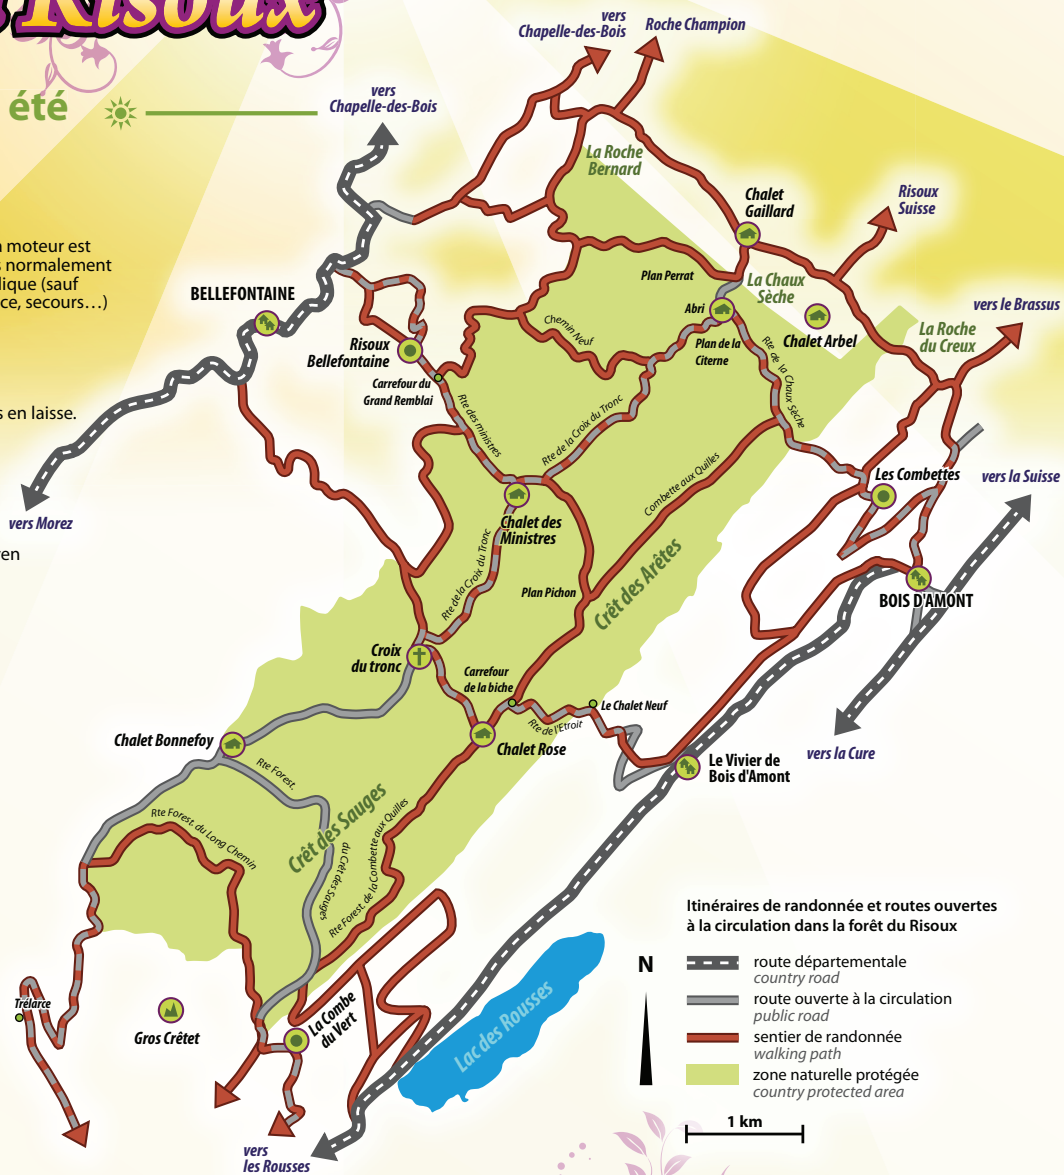 Risoux
été
vers
Chapelle-des-Bois
Roche Champion
vers
Chapelle-des-Bois
moteur est
normalement
lique (sauf
ce, secours…)
s en laisse.
en
La Roche
Bernard
Chalet
Gaillard
Risoux
Suisse
BELLEFONTAINE
Plan Perrat
La Chaux
Sèche
Abri
Chalet Arbel
vers le Brassus
La Roche
du Creux
Risoux
Bellefontaine
Chemin Neuf
Plan de la
Citerne
Rte de la Chaux Sèche
Carrefour du
Grand Remblai
Rte des ministres
Rte de la Croix du Tronc
Combette aux Quilles
Les Combettes
vers la Suisse
vers Morez
Chalet des
Ministres
Rte de la Croix du Tronc
Plan Pichon
Crêt des Arêtes
BOIS D'AMONT
Croix
du tronc
Carrefour
de la biche
Le Chalet Neuf
Rte de l'Etroit
Chalet Bonnefoy
Chalet Rose
vers la Cure
Le Vivier de
Bois d'Amont
Rte Forest.
du Crêt des Sauges
Crêt des Sauges
Rte Forest. du Long Chemin
Rte Forest. de la Combette aux Quilles
Trélarce
Gros Crêtet
La Combe
du Vert
Lac des Rousses
vers
les Rousses
Itinéraires de randonnée et routes ouvertes
à la circulation dans la forêt du Risoux
N
route départementale
country road
route ouverte à la circulation
public road
sentier de randonnée
walking path
zone naturelle protégée
country protected area
1 km